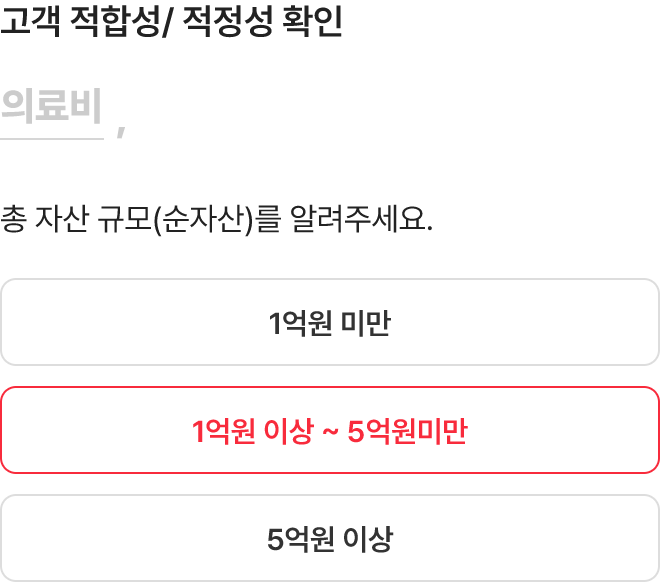 고객 적합성/ 적정성 확인
의료비 ,
총 자산 규모(순자산)를 알려주세요.
1억원 미만
1억원 이상 ~ 5억원미만
5억원 이상